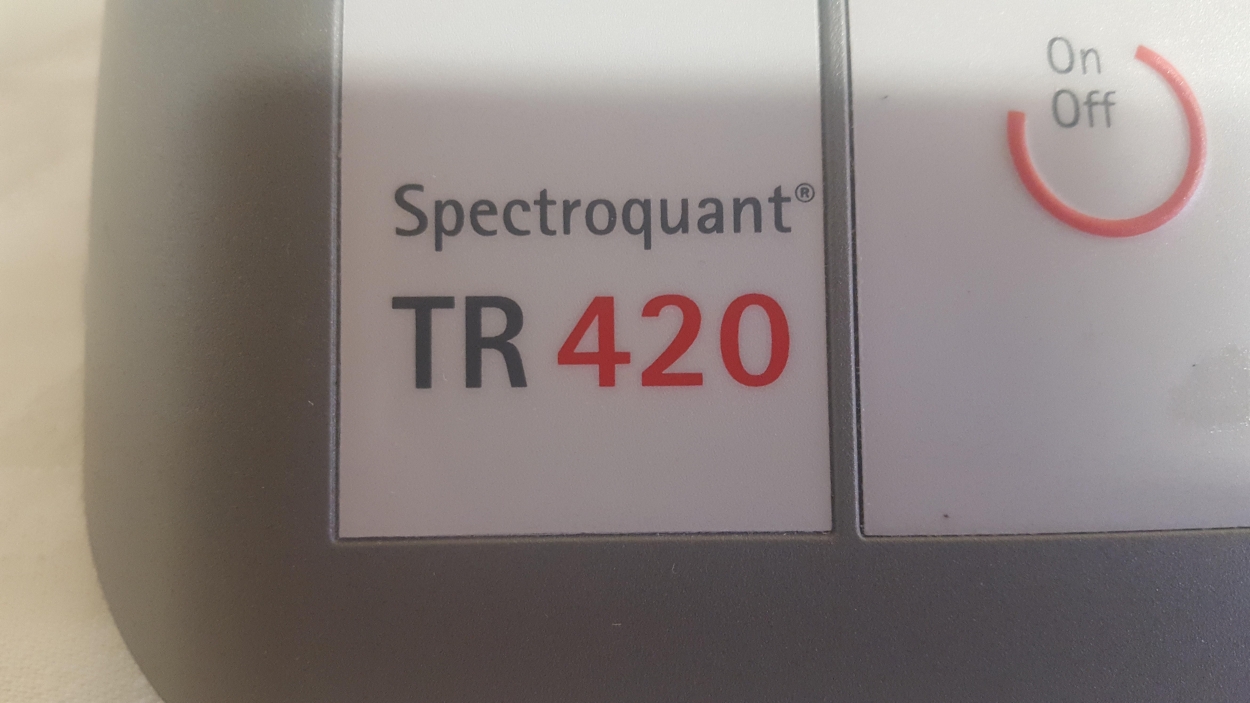 On
Off
Spectroquant®
TR 420